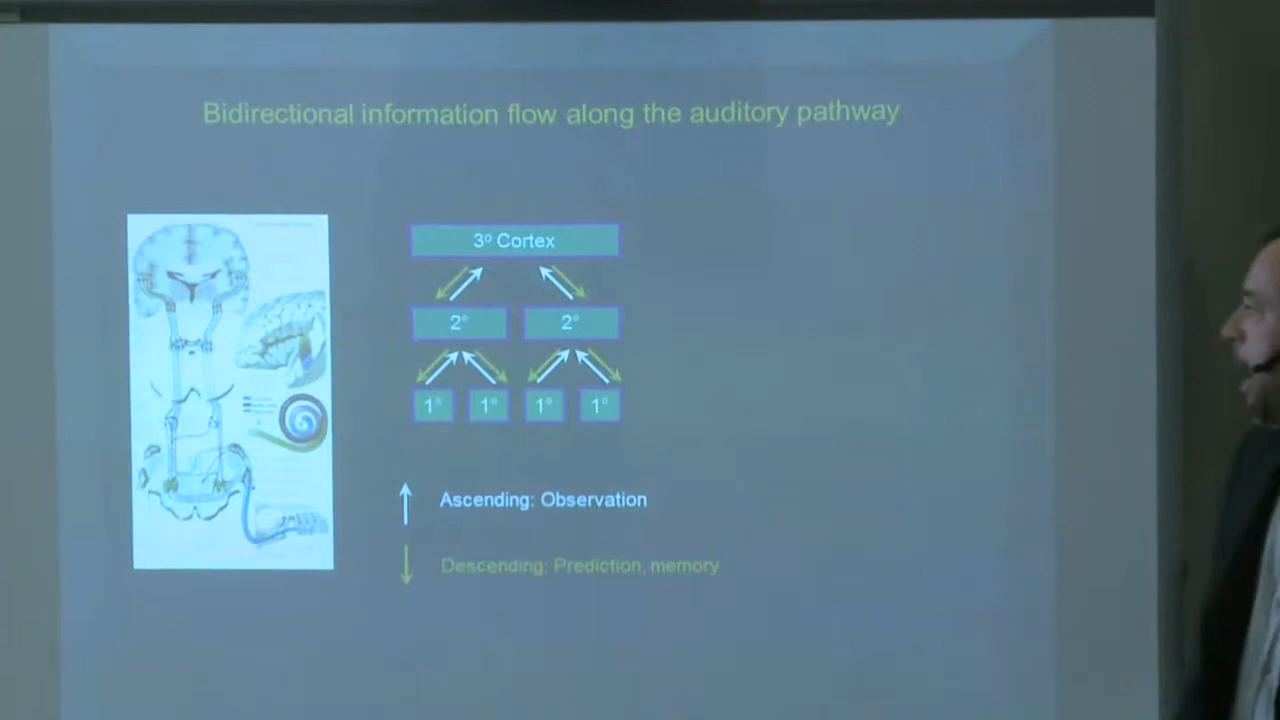 Bidirectional information flow along the auditory pathway
3º Cortex
2°
2°
1°
1°
1°
1°
Ascending: Observation
Descending: Prediction, memory